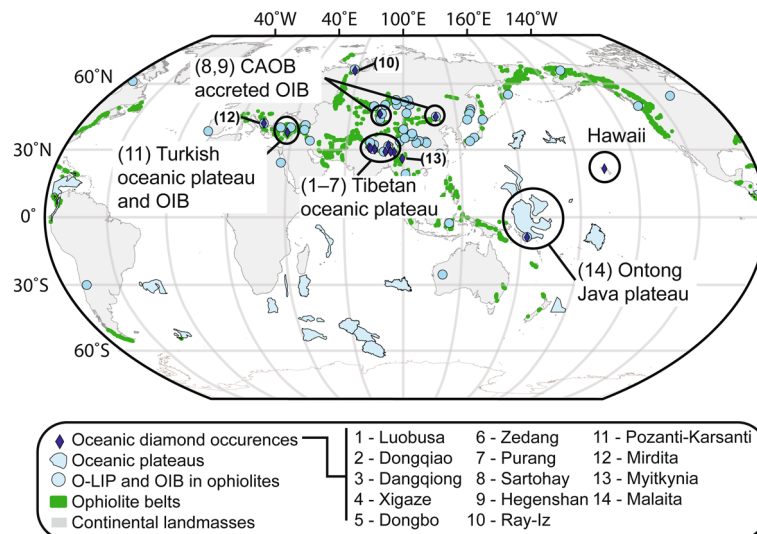 40°W 40°E 100°E 160°E 140°W
60°N
30°N
0°
30°S
60°S
(8,9) CAOB
accreted OIB
(10)
(12)
(11) Turkish
oceanic plateau
and OIB
(1–7) Tibetan
oceanic plateau
(13)
Hawaii
(14) Ontong
Java plateau
Oceanic diamond occurences
Oceanic plateaus
O-LIP and OIB in ophiolites
Ophiolite belts
Continental landmasses
1 - Luobusa
2 - Dongqiao
3 - Dangqiong
4 - Xigaze
5 - Dongbo
6 - Zedang
7 - Purang
8 - Sartohay
9 - Hegenshan
10 - Ray-Iz
11 - Pozanti-Karsanti
12 - Mirdita
13 - Myitkynia
14 - Malaita